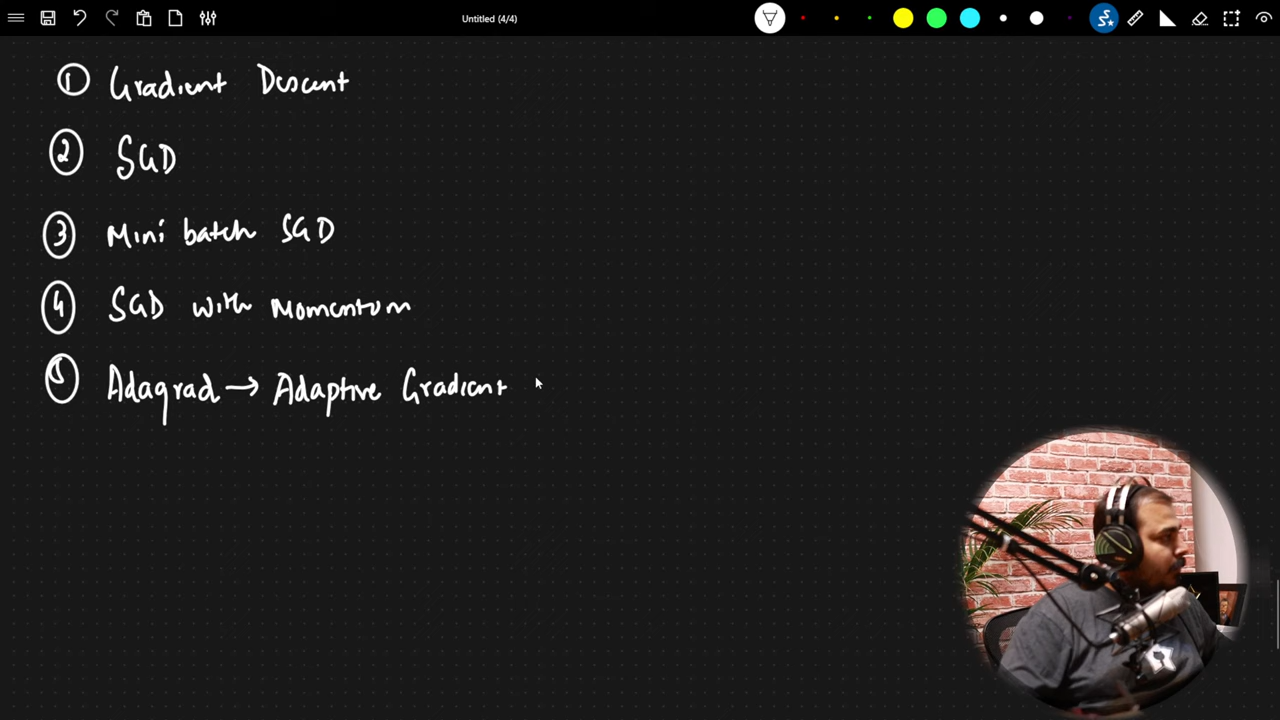 Untitled (4/4)
① Gradient Descent
② SGD
③ Mini batch SGD
④ SGD with Momentum
⑤ Adagrad → Adaptive Gradient